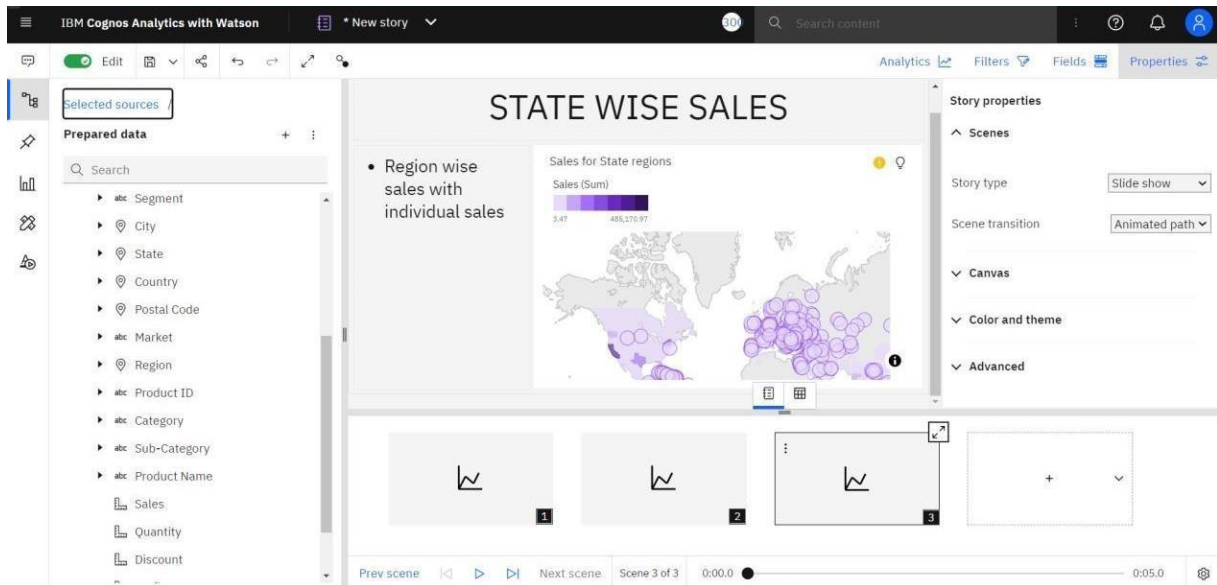 IBM Cognos Analytics with Watson
* New story
Search content
Edit
Analytics
Filters
Fields
Properties
Selected sources /
Prepared data
Search
abc Segment
City
State
Country
Postal Code
abc Market
Region
abc Product ID
abc Category
abc Sub-Category
abc Product Name
Sales
Quantity
Discount
STATE WISE SALES
• Region wise
sales with
individual sales
Sales for State regions
Sales (Sum)
3.47 485,170.97
Story properties
Scenes
Story type Slide show
Scene transition Animated path
Canvas
Color and theme
Advanced
1
2
3
Prev scene
Next scene
Scene 3 of 3
0:00.0
0:05.0